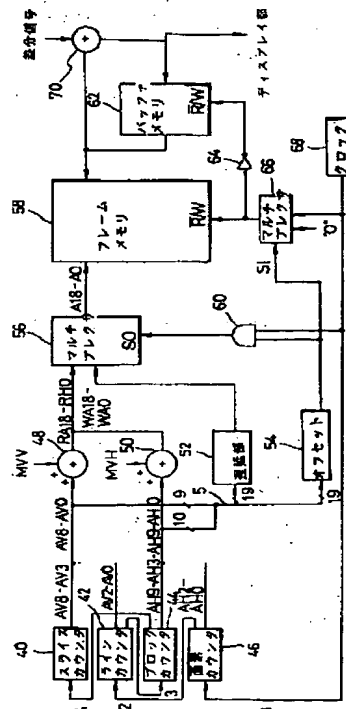 差分信号
70
ディスプレイ部
62
バッファ
メモリ
R/W
64
58
フレーム
メモリ
R/W
68
クロック
66
マルチ
プレクサ
"0"
S1
A18-A0
56
マルチ
プレクサ
S0
60
RA18-RH0
WA18-
WA0
MVV
48
MVH
50
52
遅延部
19
54
オフセット
19
5
9
10
AV8-AV0
AV8-AV3
AV2-AV0
AH9-AH3
AH9-AH0
AH2-
AH0
40
スライス
カウンタ
42
ライン
カウンタ
44
ブロック
カウンタ
3
46
画素
カウンタ
2